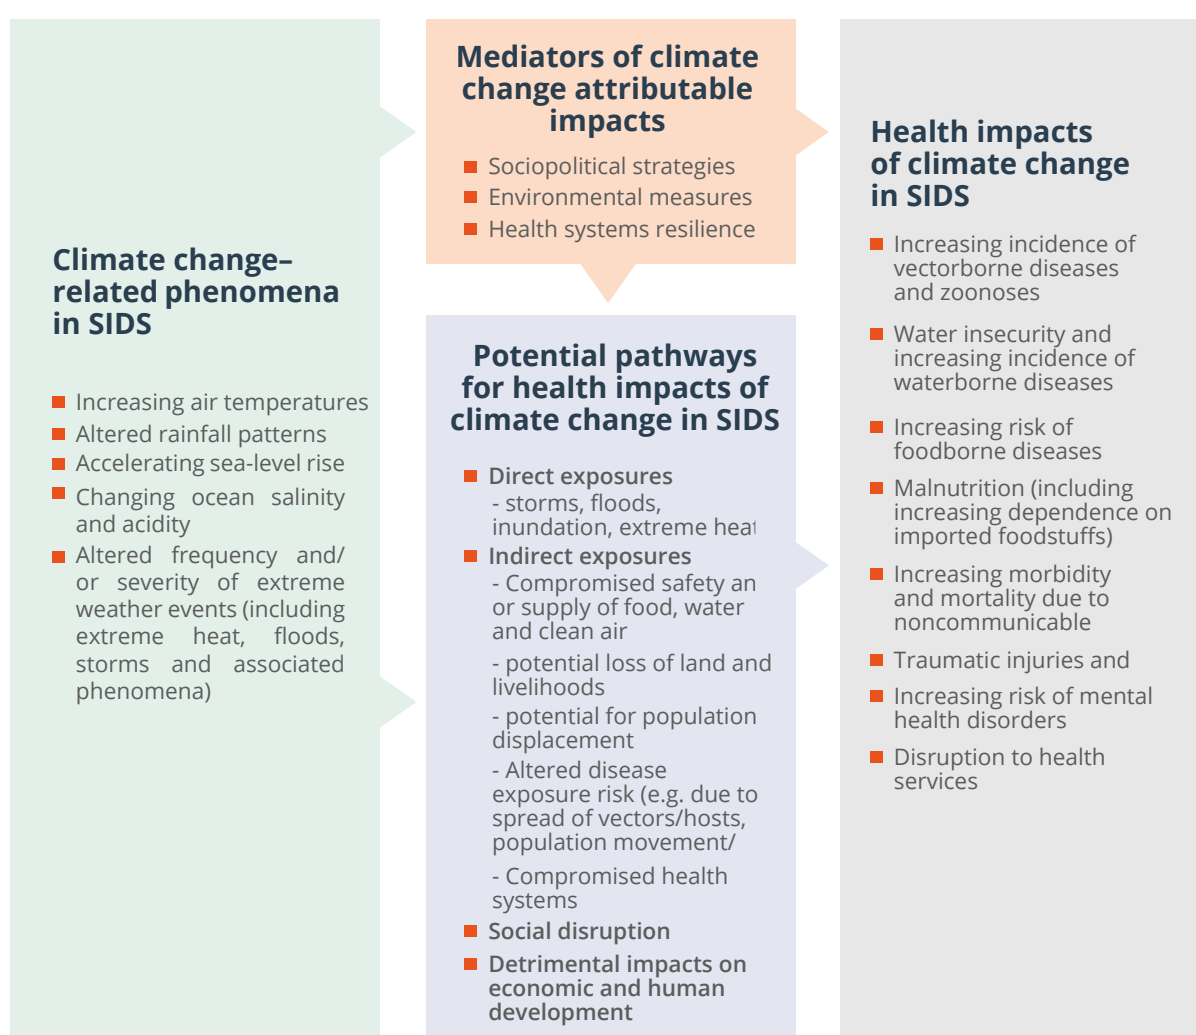 Climate change–
related phenomena
in SIDS
■ Increasing air temperatures
■ Altered rainfall patterns
■ Accelerating sea-level rise
■ Changing ocean salinity
and acidity
■ Altered frequency and/
or severity of extreme
weather events (including
extreme heat, floods,
storms and associated
phenomena)
Mediators of climate
change attributable
impacts
■ Sociopolitical strategies
■ Environmental measures
■ Health systems resilience
Potential pathways
for health impacts of
climate change in SIDS
■ Direct exposures
- storms, floods,
inundation, extreme heat
■ Indirect exposures
- Compromised safety an
or supply of food, water
and clean air
- potential loss of land and
livelihoods
- potential for population
displacement
- Altered disease
exposure risk (e.g. due to
spread of vectors/hosts,
population movement/
- Compromised health
systems
■ Social disruption
■ Detrimental impacts on
economic and human
development
Health impacts
of climate change
in SIDS
■ Increasing incidence of
vectorborne diseases
and zoonoses
■ Water insecurity and
increasing incidence of
waterborne diseases
■ Increasing risk of
foodborne diseases
■ Malnutrition (including
increasing dependence on
imported foodstuffs)
■ Increasing morbidity
and mortality due to
noncommunicable
■ Traumatic injuries and
■ Increasing risk of mental
health disorders
■ Disruption to health
services